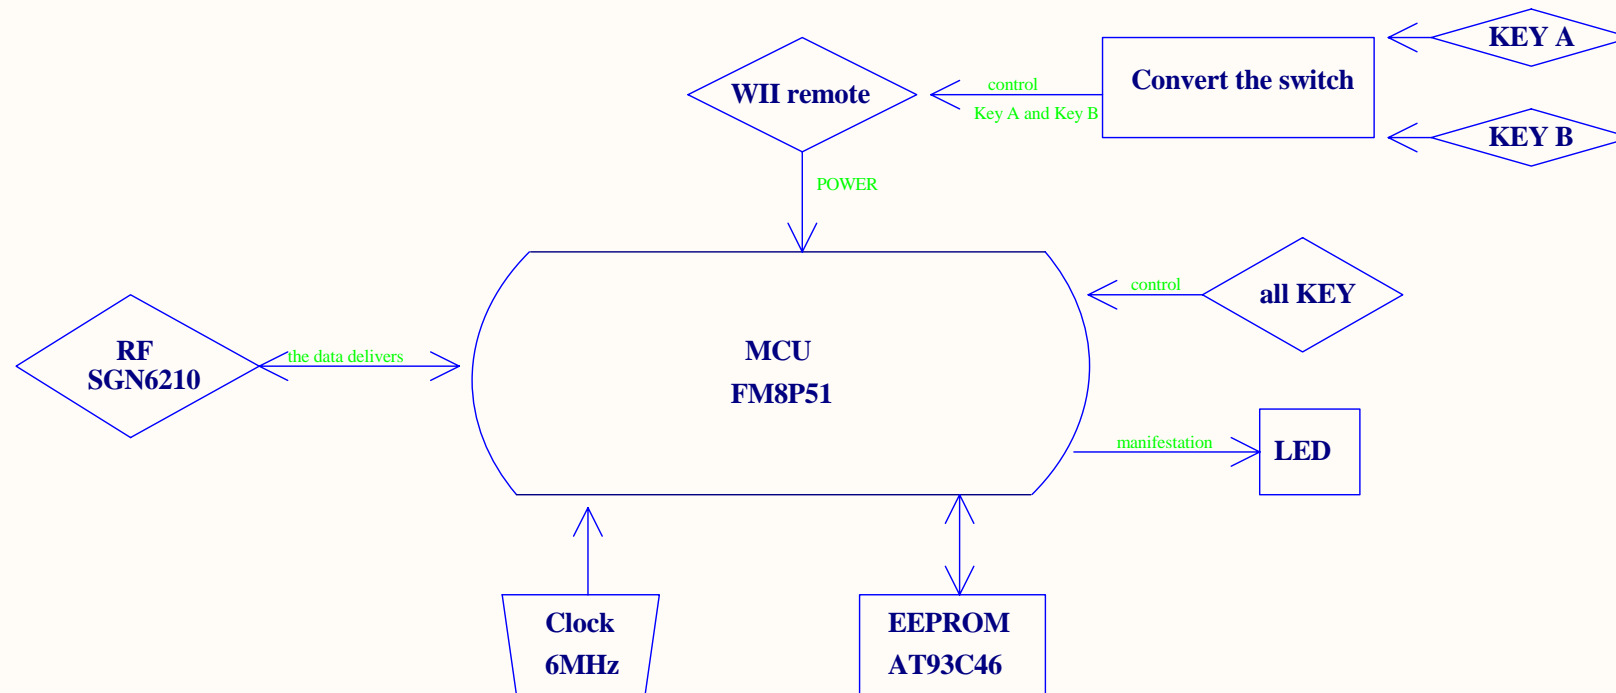 KEY A
WII remote
control
Convert the switch
Key A and Key B
KEY B
POWER
control
all KEY
RF
SGN6210
the data delivers
MCU
FM8P51
manifestation
LED
Clock
6MHz
EEPROM
AT93C46